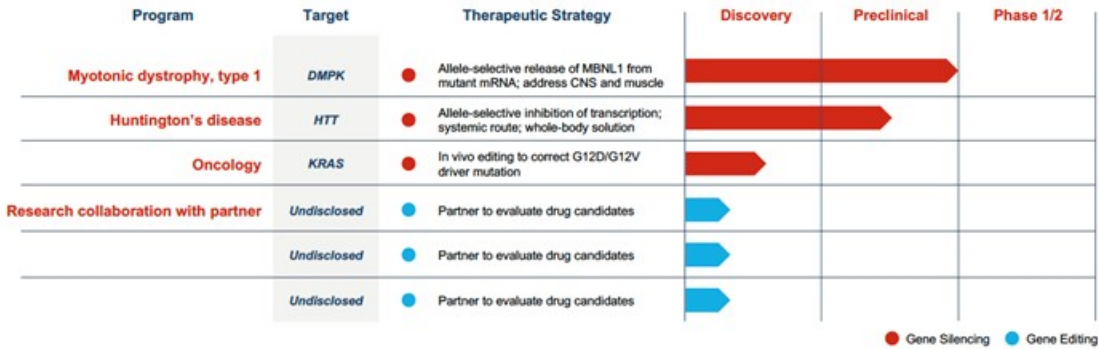 Program Target Therapeutic Strategy Discovery Preclinical Phase 1/2
Myotonic dystrophy, type 1 DMPK Allele-selective release of MBNL1 from
mutant mRNA; address CNS and muscle
Huntington's disease HTT Allele-selective inhibition of transcription;
systemic route; whole-body solution
Oncology KRAS In vivo editing to correct G12D/G12V
driver mutation
Research collaboration with partner Undisclosed Partner to evaluate drug candidates
Undisclosed Partner to evaluate drug candidates
Undisclosed Partner to evaluate drug candidates
Gene Silencing Gene Editing